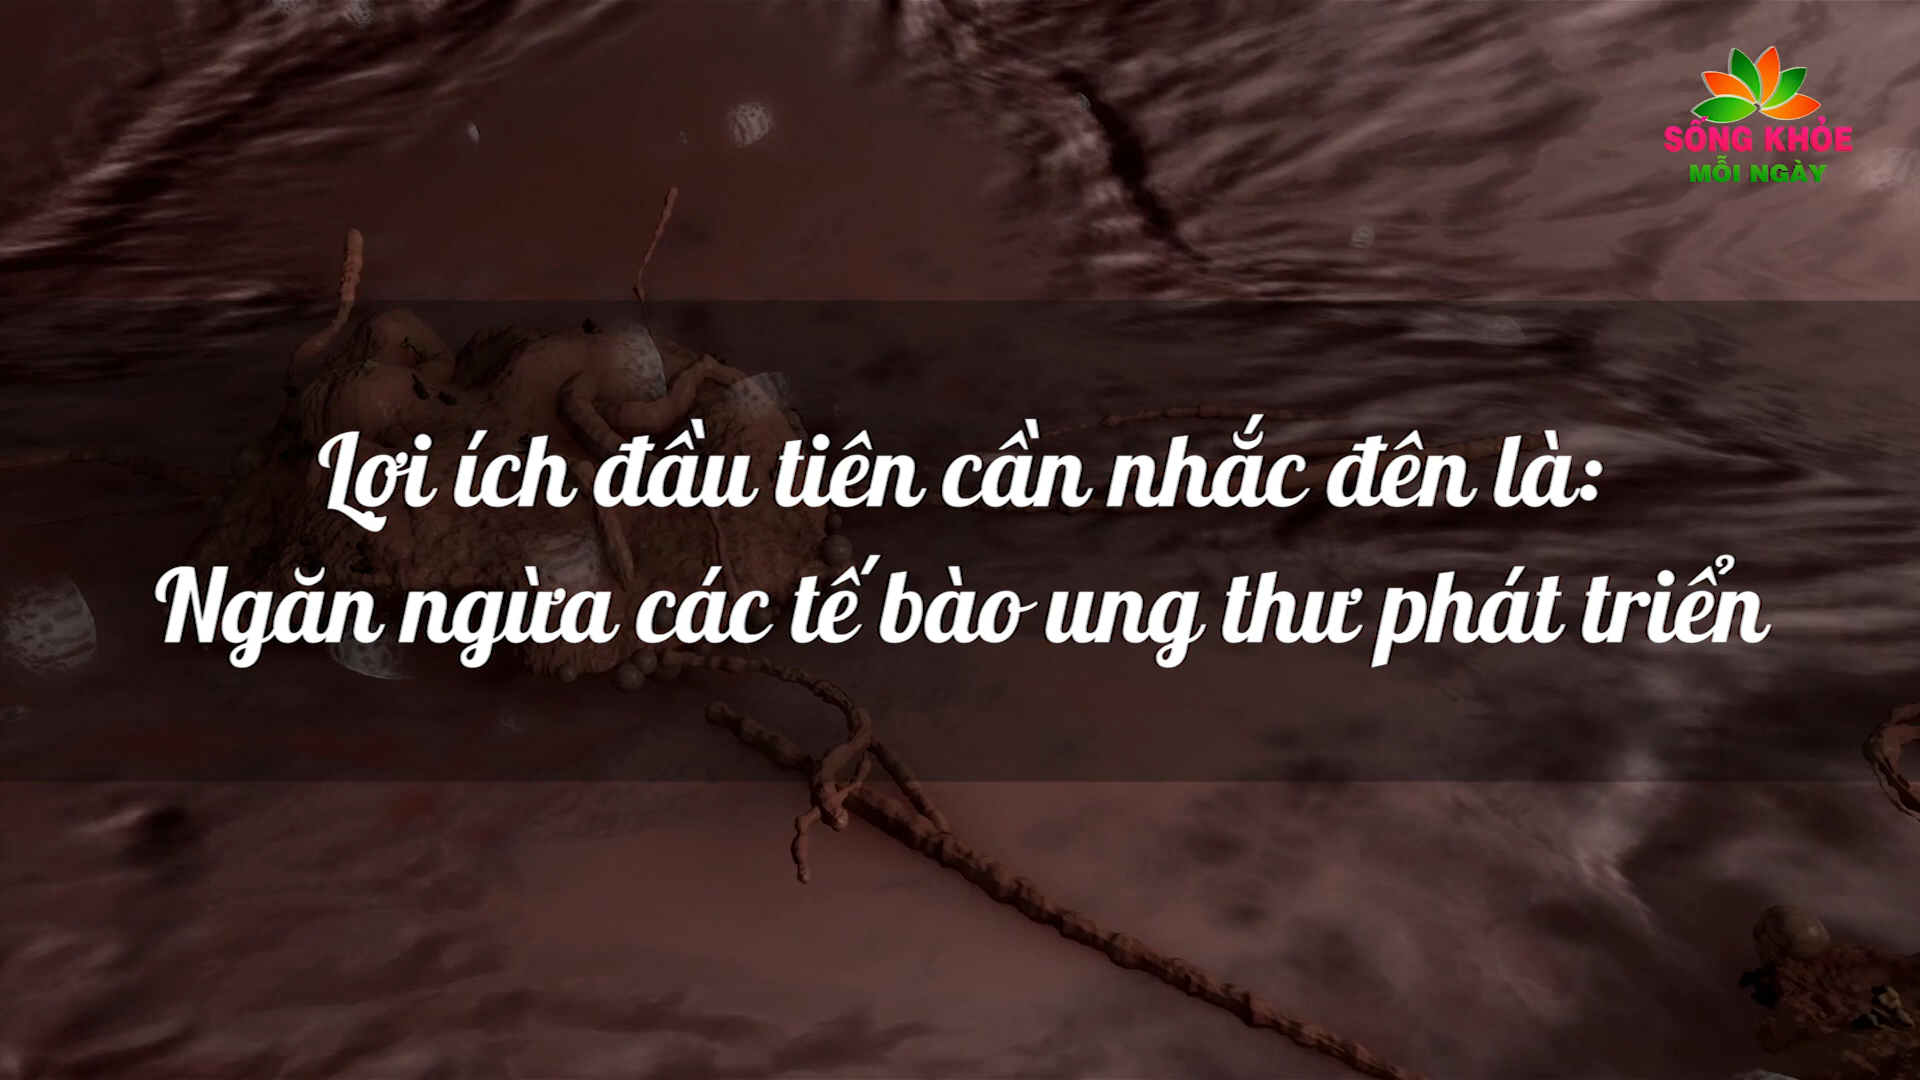 SỐNG KHỎE
MỖI NGÀY
Lợi ích đầu tiên cần nhắc đên là:
Ngăn ngừa các tế bào ung thư phát triển